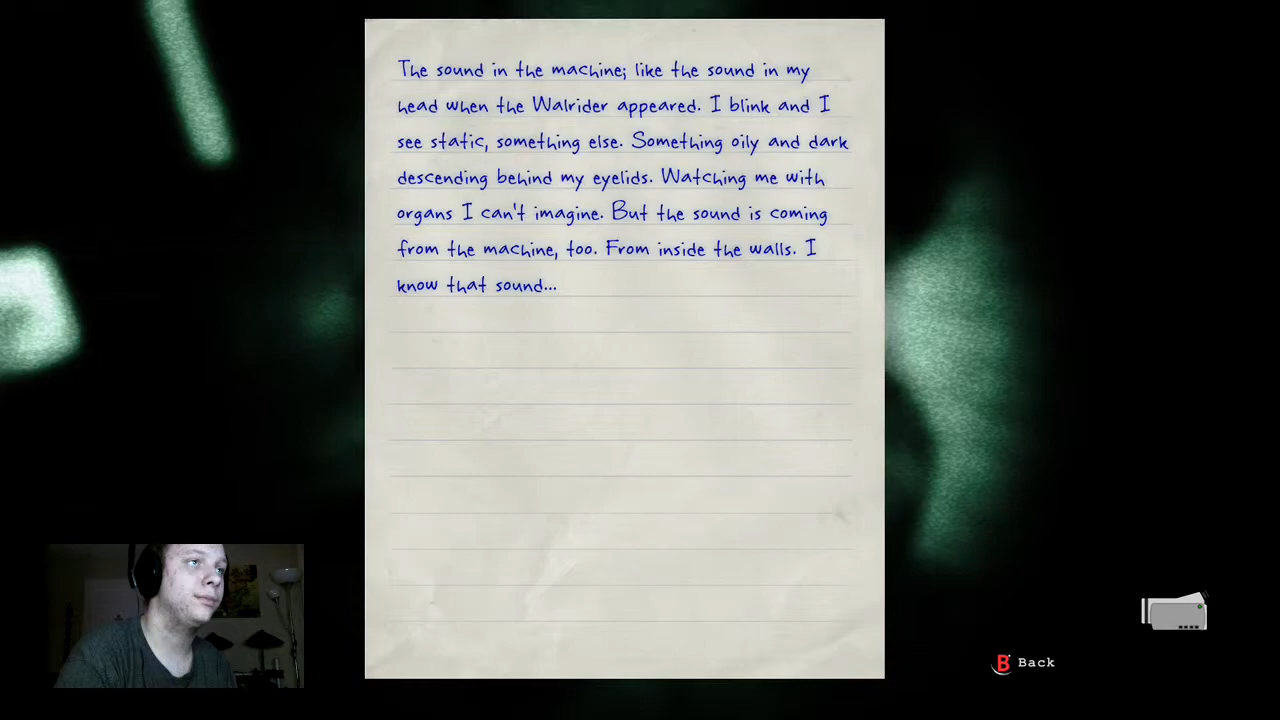 The sound in the machine; like the sound in my
head when the Walrider appeared. I blink and I
see static, something else. Something oily and dark
descending behind my eyelids. Watching me with
organs I can't imagine. But the sound is coming
from the machine, too. From inside the walls. I
know that sound...
B Back